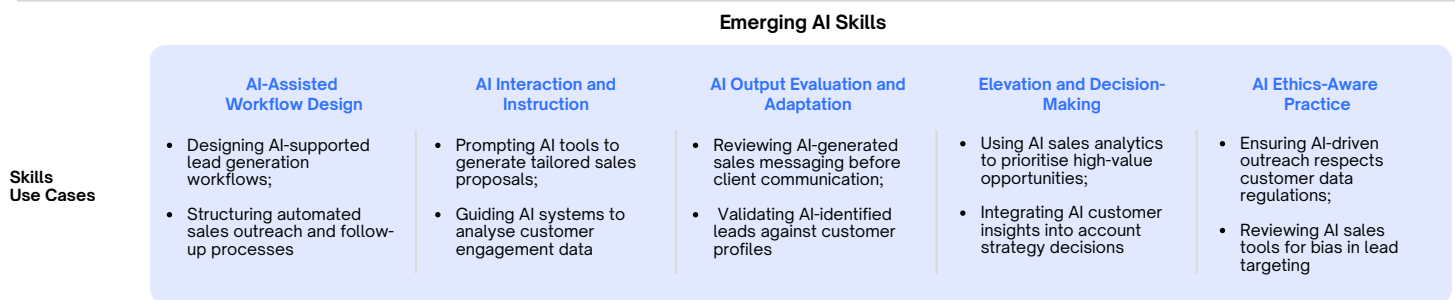 Emerging AI Skills
Skills
Use Cases
AI-Assisted
Workflow Design
• Designing AI-supported
lead generation
workflows;
• Structuring automated
sales outreach and follow-
up processes
AI Interaction and
Instruction
• Prompting AI tools to
generate tailored sales
proposals;
• Guiding AI systems to
analyse customer
engagement data
AI Output Evaluation and
Adaptation
• Reviewing AI-generated
sales messaging before
client communication;
• Validating AI-identified
leads against customer
profiles
Elevation and Decision-
Making
• Using AI sales analytics
to prioritise high-value
opportunities;
• Integrating AI customer
insights into account
strategy decisions
AI Ethics-Aware
Practice
• Ensuring AI-driven
outreach respects
customer data
regulations;
• Reviewing AI sales
tools for bias in lead
targeting